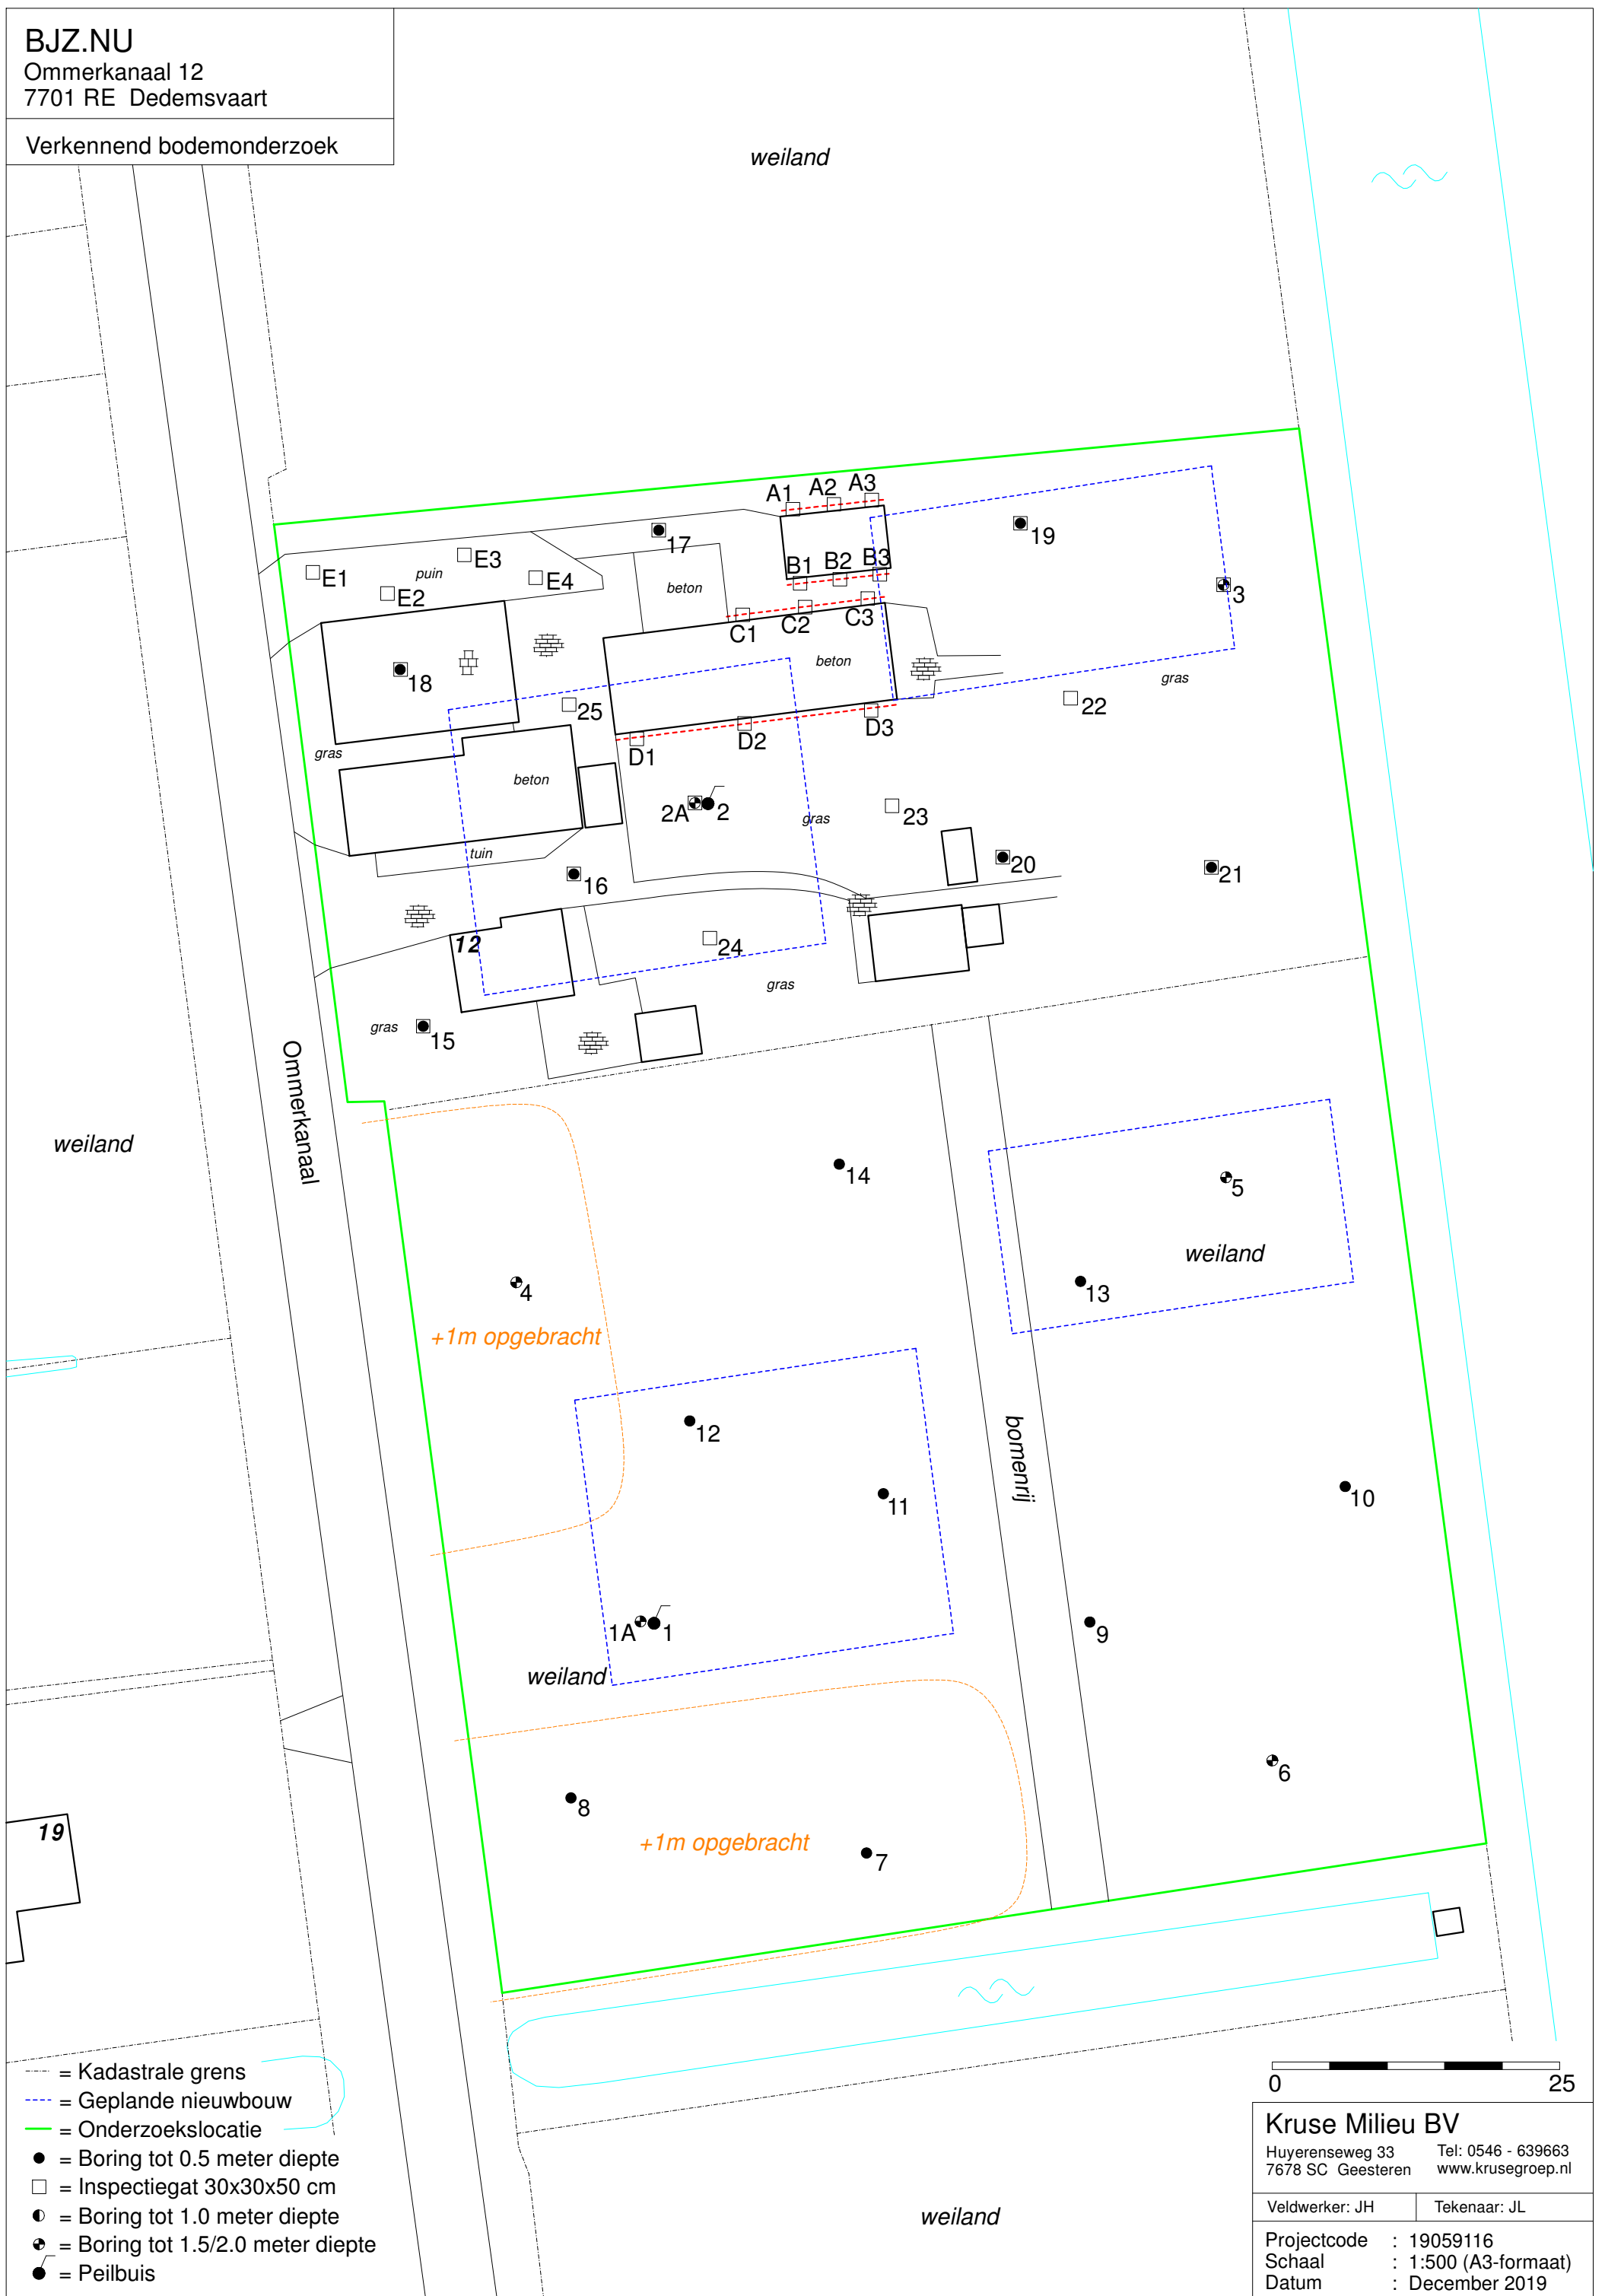 BJZ.NU
Ommerkanaal 12
7701 RE Dedemsvaart
Verkennend bodemonderzoek
weiland
A1
A2
A3
17
19
E1
E2
E3
E4
puin
beton
B1
B2
B3
3
C1
C2
C3
18
beton
gras
22
25
D1
D2
D3
gras
beton
2A
2
gras
23
tuin
16
20
21
12
24
gras
gras
15
Ommerkanaal
weiland
14
5
weiland
4
13
+1m opgebracht
12
11
bomenrij
10
1A
1
9
weiland
6
8
+1m opgebracht
7
19
= Kadastrale grens
= Geplande nieuwbouw
= Onderzoekslocatie
= Boring tot 0.5 meter diepte
= Inspectiegat 30x30x50 cm
= Boring tot 1.0 meter diepte
= Boring tot 1.5/2.0 meter diepte
= Peilbuis
weiland
0 25
Kruse Milieu BV
Huyerenseweg 33 Tel: 0546 - 639663
7678 SC Geesteren www.krusegroep.nl
Veldwerker: JH Tekenaar: JL
Projectcode : 19059116
Schaal : 1:500 (A3-formaat)
Datum : December 2019